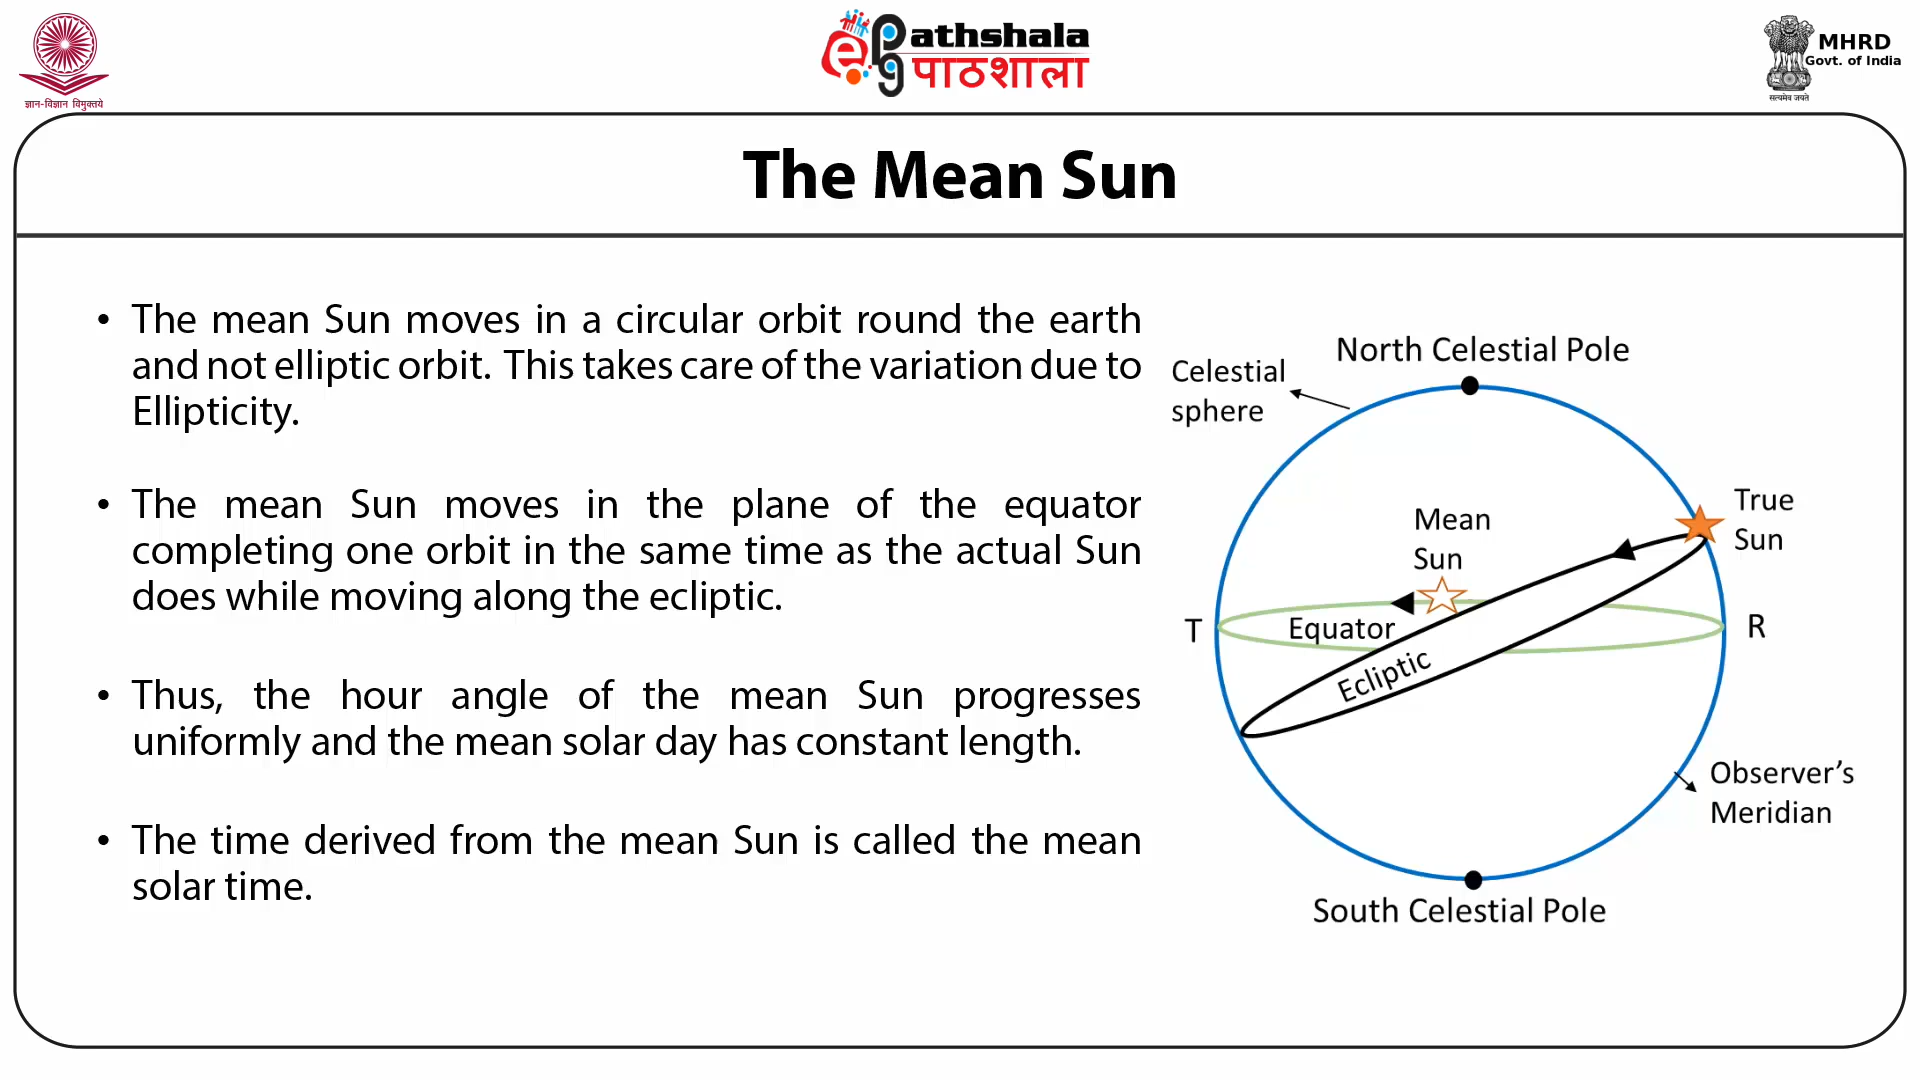 ज्ञान-विज्ञान विमुक्तये
ePathshala
पाठशाला
MHRD
Govt. of India
सत्यमेव जयते
The Mean Sun
• The mean Sun moves in a circular orbit round the earth
and not elliptic orbit. This takes care of the variation due to
Ellipticity.
• The mean Sun moves in the plane of the equator
completing one orbit in the same time as the actual Sun
does while moving along the ecliptic.
• Thus, the hour angle of the mean Sun progresses
uniformly and the mean solar day has constant length.
• The time derived from the mean Sun is called the mean
solar time.
North Celestial Pole
Celestial
sphere
True
Sun
Mean
Sun
T
Equator
R
Ecliptic
Observer’s
Meridian
South Celestial Pole